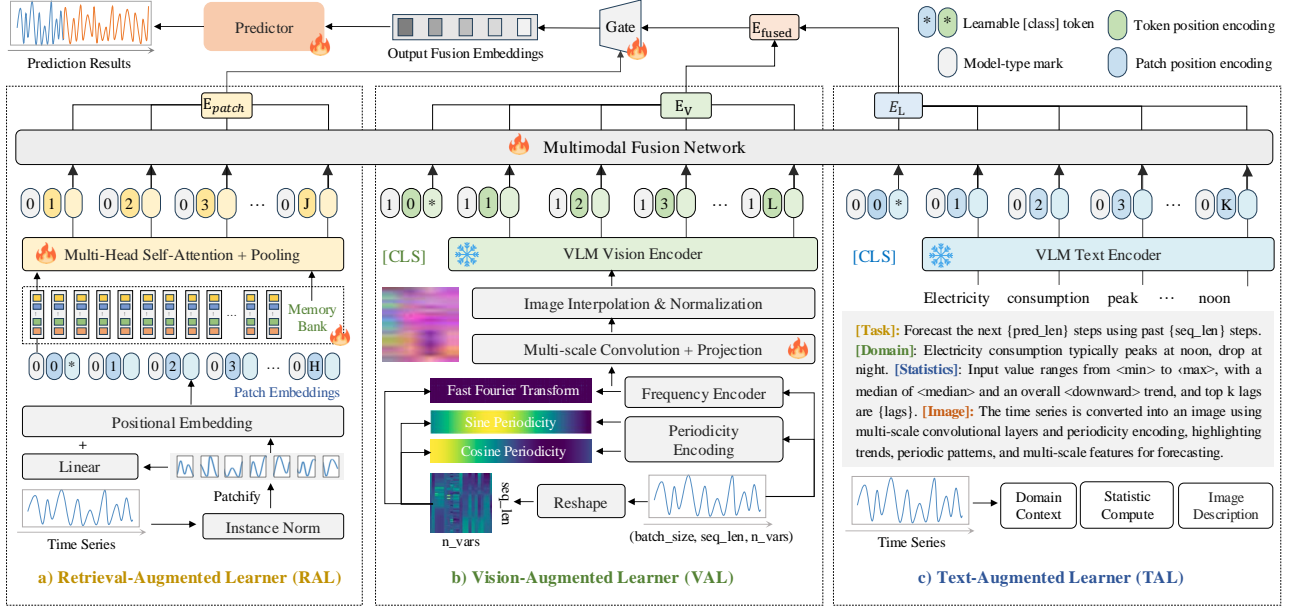 Prediction Results
Predictor
Output Fusion Embeddings
Gate
E_fused
* * Learnable [class] token
Token position encoding
Model-type mark
Patch position encoding
E_patch
E_V
E_L
Multimodal Fusion Network
0 1
0 2
0 3
...
0 J
1 0 *
1 1
1 2
1 3
...
1 L
0 0 *
0 1
0 2
0 3
...
0 K
Multi-Head Self-Attention + Pooling
[CLS]
VLM Vision Encoder
[CLS]
VLM Text Encoder
...
Memory
Bank
0 0 *
0 1
0 2
0 3
...
0 H
Patch Embeddings
Positional Embedding
+
Linear
Patchify
Instance Norm
Time Series
a) Retrieval-Augmented Learner (RAL)
Image Interpolation & Normalization
Multi-scale Convolution + Projection
Fast Fourier Transform
Frequency Encoder
Sine Periodicity
Cosine Periodicity
Periodicity
Encoding
seq_len
n_vars
Reshape
(batch_size, seq_len, n_vars)
b) Vision-Augmented Learner (VAL)
Electricity consumption peak ... noon
[Task]: Forecast the next {pred_len} steps using past {seq_len} steps.
[Domain]: Electricity consumption typically peaks at noon, drop at
night. [Statistics]: Input value ranges from <min> to <max>, with a
median of <median> and an overall <downward> trend, and top k lags
are {lags}. [Image]: The time series is converted into an image using
multi-scale convolutional layers and periodicity encoding, highlighting
trends, periodic patterns, and multi-scale features for forecasting.
Time Series
Domain
Context
Statistic
Compute
Image
Description
c) Text-Augmented Learner (TAL)